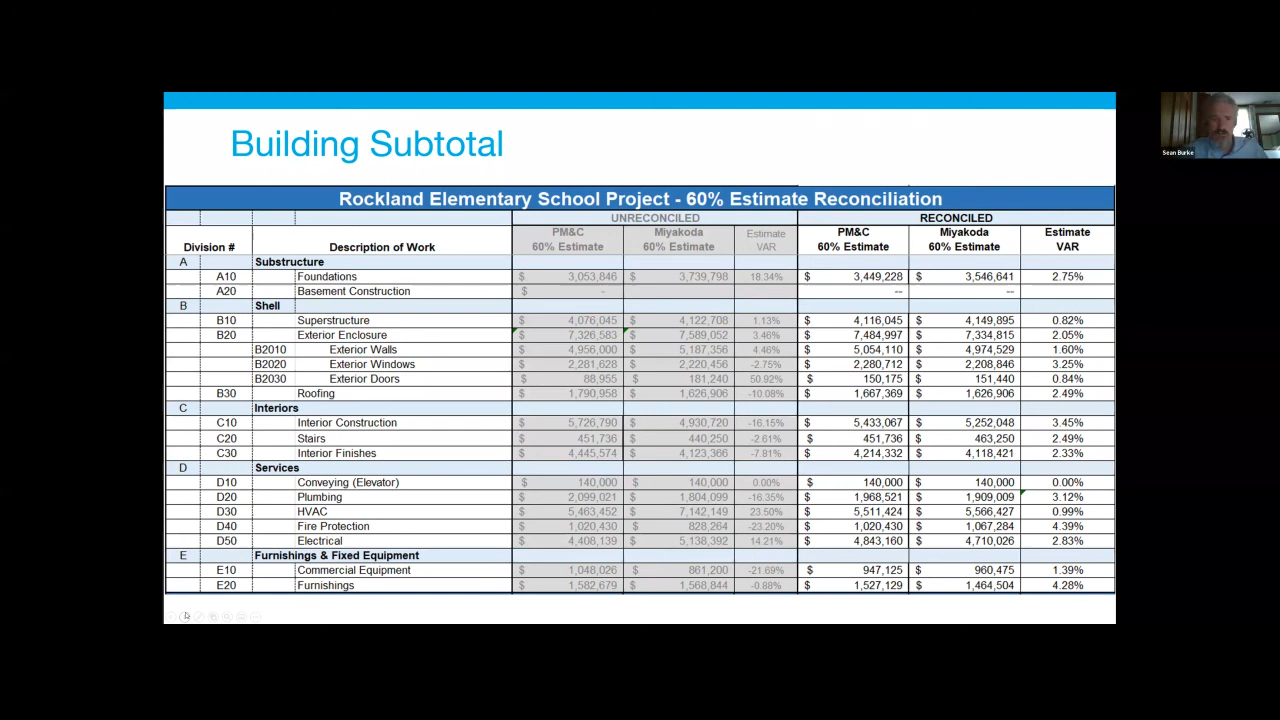 Building Subtotal
Rockland Elementary School Project - 60% Estimate Reconciliation
UNRECONCILED RECONCILED
PM&C Miyakoda Estimate PM&C Miyakoda Estimate
Division # Description of Work 60% Estimate 60% Estimate VAR 60% Estimate 60% Estimate VAR
A Substructure
A10 Foundations $ 3,053,846 $ 3,739,798 18.34% $ 3,449,228 $ 3,546,641 2.75%
A20 Basement Construction $ - -- --
B Shell
B10 Superstructure $ 4,076,045 $ 4,122,708 1.13% $ 4,116,045 $ 4,149,895 0.82%
B20 Exterior Enclosure $ 7,326,583 $ 7,589,052 3.46% $ 7,484,997 $ 7,334,815 2.05%
B2010 Exterior Walls $ 4,956,000 $ 5,187,356 4.46% $ 5,054,110 $ 4,974,529 1.60%
B2020 Exterior Windows $ 2,281,628 $ 2,220,456 -2.75% $ 2,280,712 $ 2,208,846 3.25%
B2030 Exterior Doors $ 88,955 $ 181,240 50.92% $ 150,175 $ 151,440 0.84%
B30 Roofing $ 1,790,958 $ 1,626,906 -10.08% $ 1,667,369 $ 1,626,906 2.49%
C Interiors
C10 Interior Construction $ 5,726,790 $ 4,930,720 -16.15% $ 5,433,067 $ 5,252,048 3.45%
C20 Stairs $ 451,736 $ 440,250 -2.61% $ 451,736 $ 463,250 2.49%
C30 Interior Finishes $ 4,445,574 $ 4,123,366 -7.81% $ 4,214,332 $ 4,118,421 2.33%
D Services
D10 Conveying (Elevator) $ 140,000 $ 140,000 0.00% $ 140,000 $ 140,000 0.00%
D20 Plumbing $ 2,099,021 $ 1,804,099 -16.35% $ 1,968,521 $ 1,909,009 3.12%
D30 HVAC $ 5,463,452 $ 7,142,149 23.50% $ 5,511,424 $ 5,566,427 0.99%
D40 Fire Protection $ 1,020,430 $ 828,264 -23.20% $ 1,020,430 $ 1,067,284 4.39%
D50 Electrical $ 4,408,139 $ 5,138,392 14.21% $ 4,843,160 $ 4,710,026 2.83%
E Furnishings & Fixed Equipment
E10 Commercial Equipment $ 1,048,026 $ 861,200 -21.69% $ 947,125 $ 960,475 1.39%
E20 Furnishings $ 1,582,679 $ 1,568,844 -0.88% $ 1,527,129 $ 1,464,504 4.28%
Sean Burke